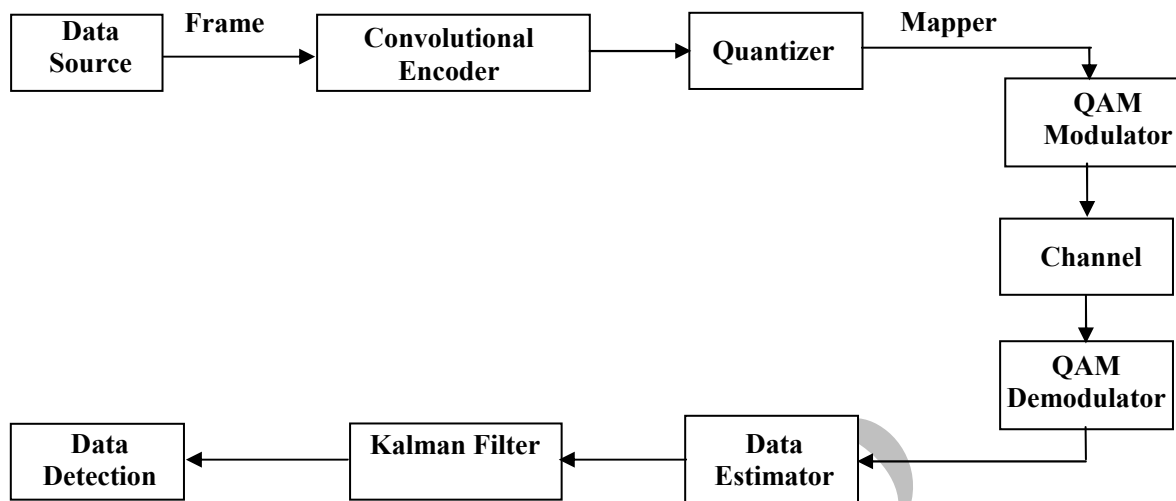 Data
Source
Frame
Convolutional
Encoder
Quantizer
Mapper
QAM
Modulator
Channel
QAM
Demodulator
Data
Estimator
Kalman Filter
Data
Detection